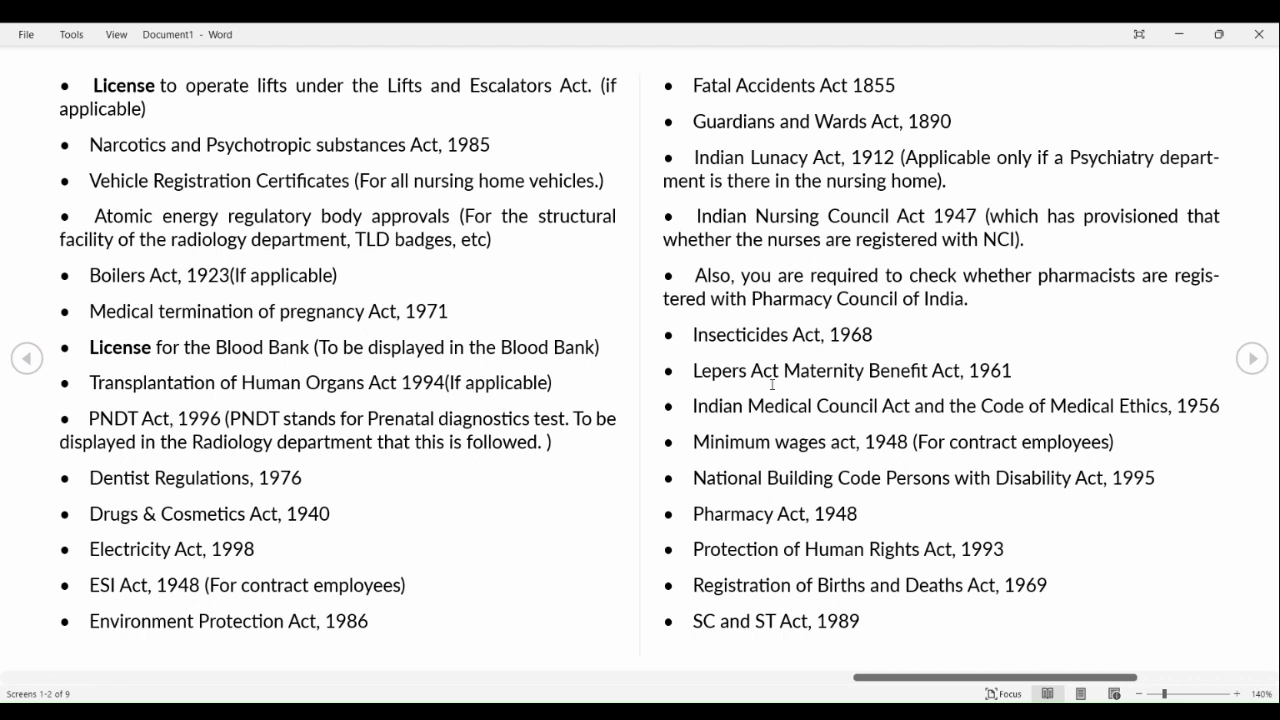 File Tools View Document1 - Word
• License to operate lifts under the Lifts and Escalators Act. (if
applicable)
• Narcotics and Psychotropic substances Act, 1985
• Vehicle Registration Certificates (For all nursing home vehicles.)
• Atomic energy regulatory body approvals (For the structural
facility of the radiology department, TLD badges, etc)
• Boilers Act, 1923(If applicable)
• Medical termination of pregnancy Act, 1971
• License for the Blood Bank (To be displayed in the Blood Bank)
• Transplantation of Human Organs Act 1994(If applicable)
• PNDT Act, 1996 (PNDT stands for Prenatal diagnostics test. To be
displayed in the Radiology department that this is followed. )
• Dentist Regulations, 1976
• Drugs & Cosmetics Act, 1940
• Electricity Act, 1998
• ESI Act, 1948 (For contract employees)
• Environment Protection Act, 1986
• Fatal Accidents Act 1855
• Guardians and Wards Act, 1890
• Indian Lunacy Act, 1912 (Applicable only if a Psychiatry depart-
ment is there in the nursing home).
• Indian Nursing Council Act 1947 (which has provisioned that
whether the nurses are registered with NCI).
• Also, you are required to check whether pharmacists are regis-
tered with Pharmacy Council of India.
• Insecticides Act, 1968
• Lepers Act Maternity Benefit Act, 1961
• Indian Medical Council Act and the Code of Medical Ethics, 1956
• Minimum wages act, 1948 (For contract employees)
• National Building Code Persons with Disability Act, 1995
• Pharmacy Act, 1948
• Protection of Human Rights Act, 1993
• Registration of Births and Deaths Act, 1969
• SC and ST Act, 1989
Screens 1-2 of 9 Focus 140%